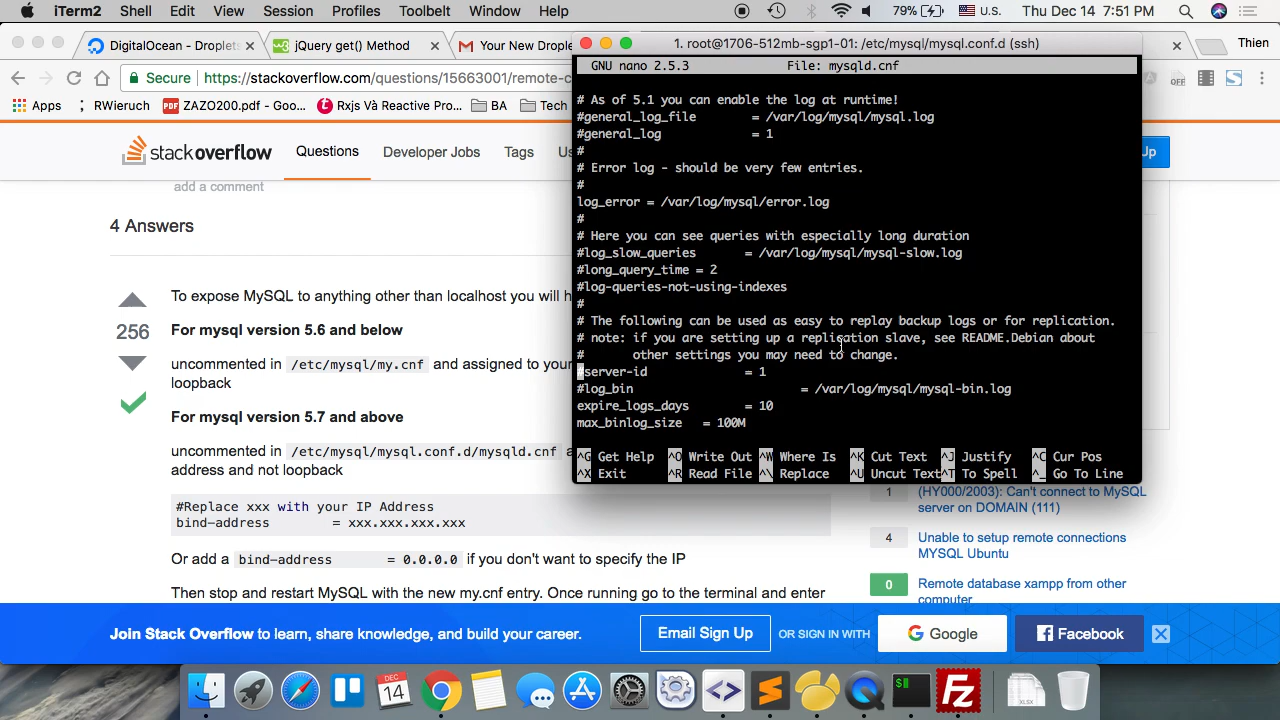 iTerm2 Shell Edit View Session Profiles Toolbelt Window Help 79% U.S. Thu Dec 14 7:51 PM
DigitalOcean - Droplets × jQuery get() Method × Your New Drople Thien
Secure https://stackoverflow.com/questions/15663001/remote-c
Apps RWieruch ZAZO200.pdf - Goo... Rxjs Và Reactive Pro... BA Tech
stackoverflow Questions Developer Jobs Tags Us Up
add a comment
4 Answers
256
To expose MySQL to anything other than localhost you will h
For mysql version 5.6 and below
uncommented in /etc/mysql/my.cnf and assigned to your
loopback
For mysql version 5.7 and above
uncommented in /etc/mysql/mysql.conf.d/mysqld.cnf a
address and not loopback
#Replace xxx with your IP Address
bind-address = xxx.xxx.xxx.xxx
Or add a bind-address = 0.0.0.0 if you don't want to specify the IP
Then stop and restart MySQL with the new my.cnf entry. Once running go to the terminal and enter
1. root@1706-512mb-sgp1-01: /etc/mysql/mysql.conf.d (ssh)
GNU nano 2.5.3 File: mysqld.cnf
# As of 5.1 you can enable the log at runtime!
#general_log_file = /var/log/mysql/mysql.log
#general_log = 1
#
# Error log - should be very few entries.
#
log_error = /var/log/mysql/error.log
#
# Here you can see queries with especially long duration
#log_slow_queries = /var/log/mysql/mysql-slow.log
#long_query_time = 2
#log-queries-not-using-indexes
#
# The following can be used as easy to replay backup logs or for replication.
# note: if you are setting up a replication slave, see README.Debian about
# other settings you may need to change.
#server-id = 1
#log_bin = /var/log/mysql/mysql-bin.log
expire_logs_days = 10
max_binlog_size = 100M
^G Get Help ^O Write Out ^W Where Is ^K Cut Text ^J Justify ^C Cur Pos
^X Exit ^R Read File ^\ Replace ^U Uncut Text ^T To Spell ^_ Go To Line
1 (HY000/2003): Can't connect to MySQL
server on DOMAIN (111)
4 Unable to setup remote connections
MYSQL Ubuntu
0 Remote database xampp from other
computer
Join Stack Overflow to learn, share knowledge, and build your career. Email Sign Up OR SIGN IN WITH Google Facebook
DEC
14
$
Fz
XLSX